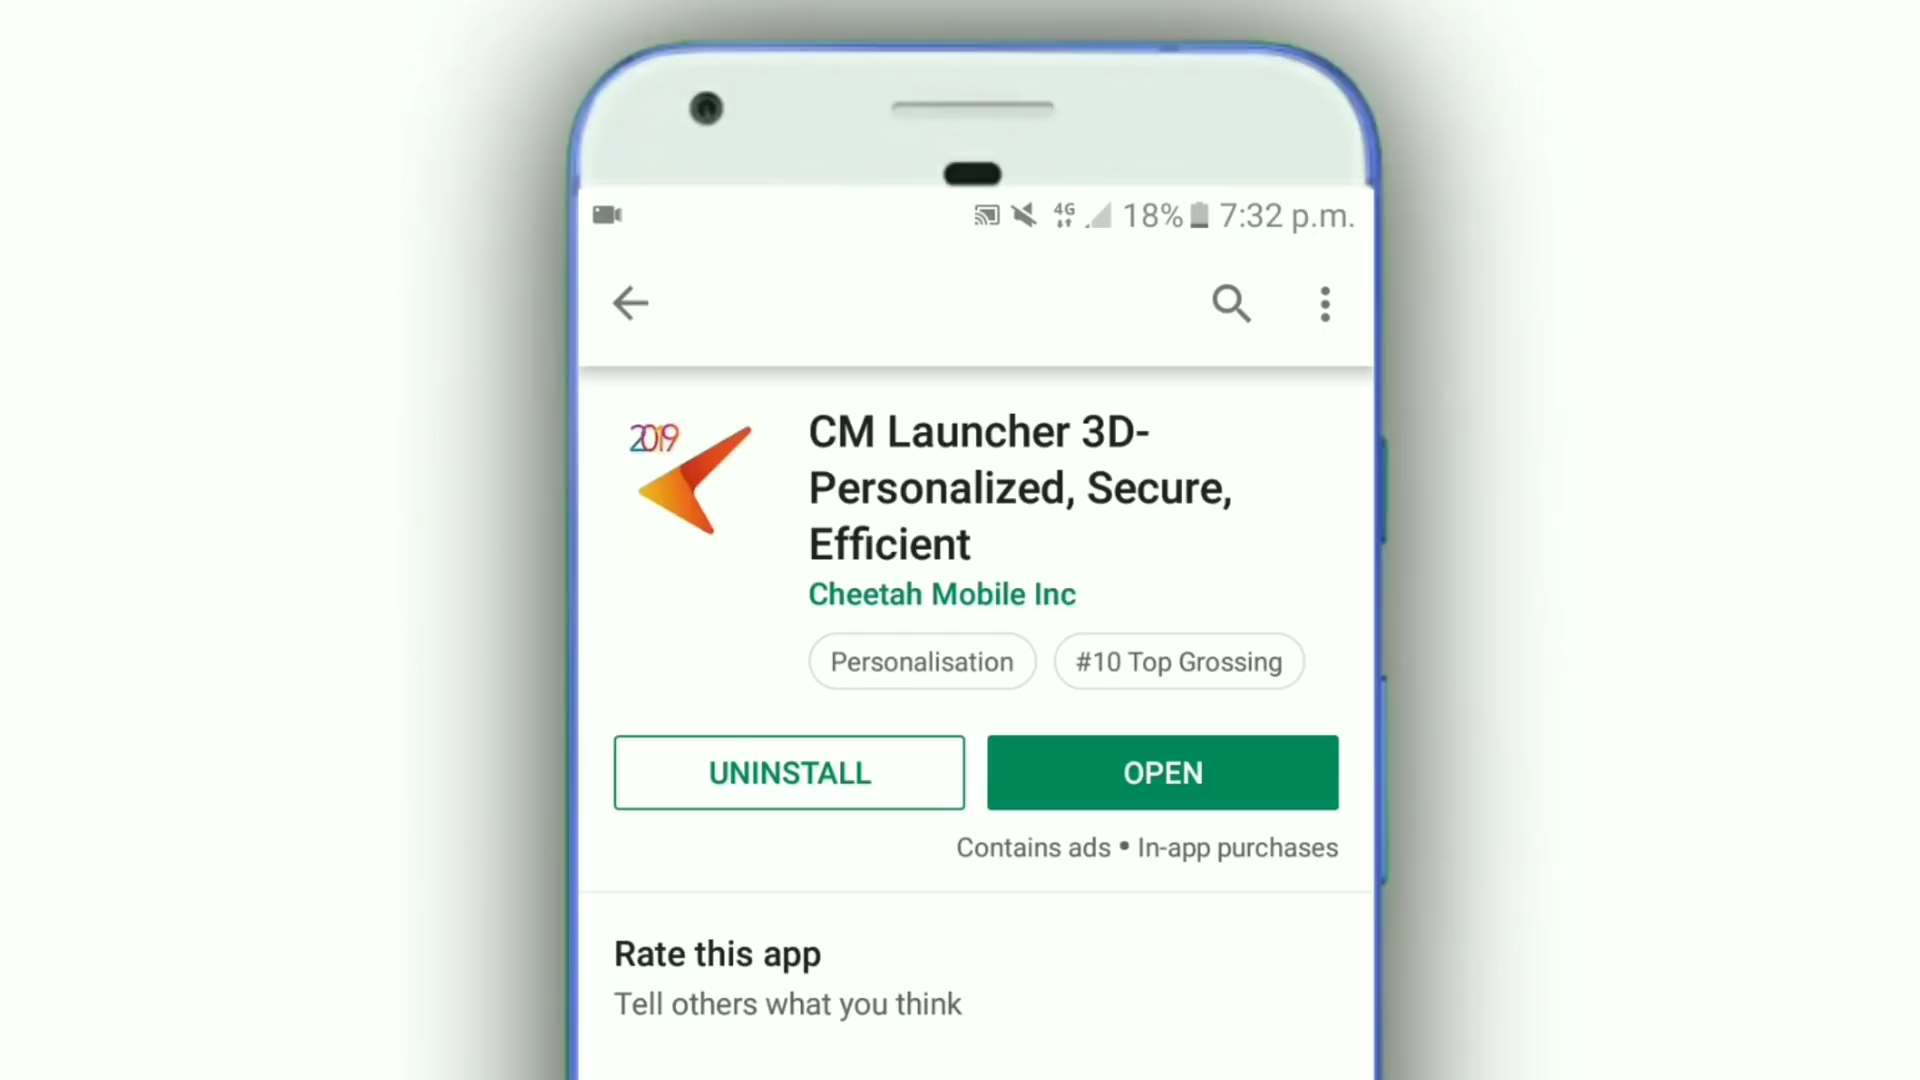 4G 18% 7:32 p.m.
2019
CM Launcher 3D-
Personalized, Secure,
Efficient
Cheetah Mobile Inc
Personalisation #10 Top Grossing
UNINSTALL OPEN
Contains ads • In-app purchases
Rate this app
Tell others what you think